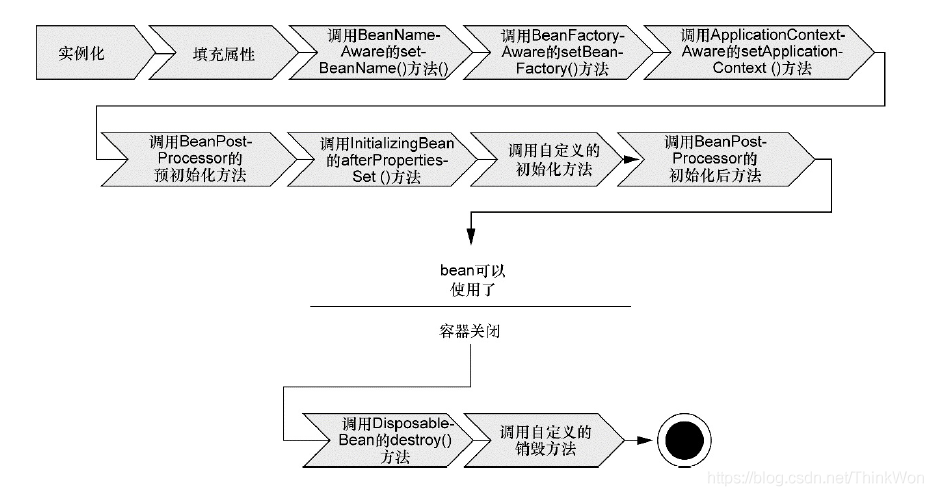 实例化
填充属性
调用BeanName-
Aware的set-
BeanName()方法()
调用BeanFactory-
Aware的setBean-
Factory()方法
调用ApplicationContext-
Aware的setApplication-
Context ()方法
调用BeanPost-
Processor的
预初始化方法
调用InitializingBean
的afterProperties-
Set ()方法
调用自定义的
初始化方法
调用BeanPost-
Processor的
初始化后方法
bean可以
使用了
容器关闭
调用Disposable-
Bean的destroy()
方法
调用自定义的
销毁方法
https://blog.csdn.net/ThinkWon